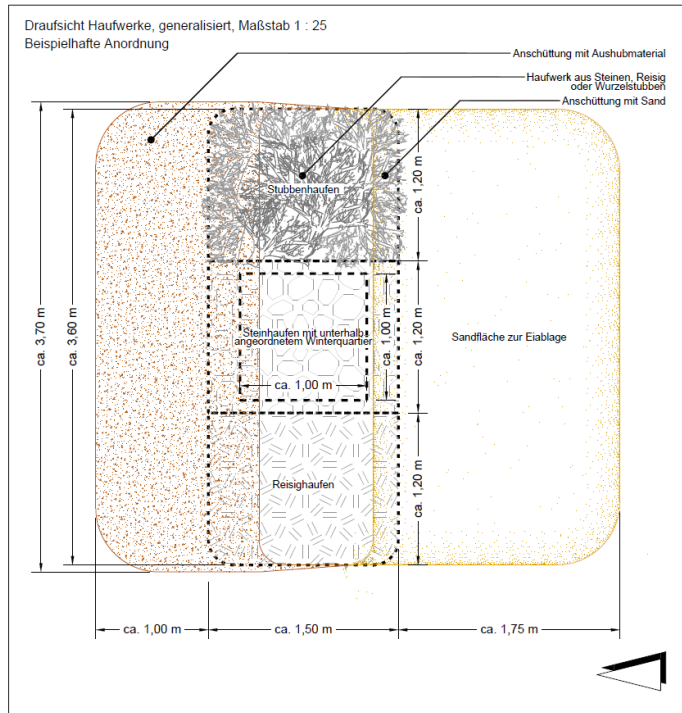 Draufsicht Haufwerke, generalisiert, Maßstab 1 : 25
Beispielhafte Anordnung
Anschüttung mit Aushubmaterial
Haufwerk aus Steinen, Reisig
oder Wurzelstubben
Anschüttung mit Sand
Stubbenhaufen
ca. 1,20 m
ca. 3,70 m
ca. 3,60 m
Steinhaufen mit unterhalb
angeordnetem Winterquartier
ca. 1,00 m
ca. 1,00 m
ca. 1,20 m
Sandfläche zur Eiablage
Reisighaufen
ca. 1,20 m
ca. 1,00 m
ca. 1,50 m
ca. 1,75 m